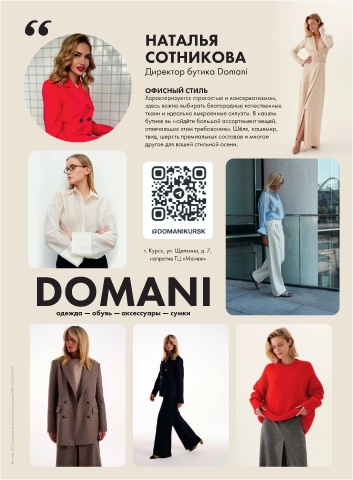 “
НАТАЛЬЯ
СОТНИКОВА
Директор бутика Domani
ОФИСНЫЙ СТИЛЬ
Характеризуется строгостью и консерватизмом,
здесь важно выбирать благородные качественные
ткани и идеально выкроенные силуэты. В нашем
бутике вы найдёте большой ассортимент вещей,
отвечающих этим требованиям. Шёлк, кашемир,
твид, шерсть премиальных составов и многое
другое для вашей стильной осени.
@DOMANIKURSK
г. Курск, ул. Щепкина, д. 7,
напротив ТЦ «Манеж»
DOMANI
одежда — обувь — аксессуары — сумки